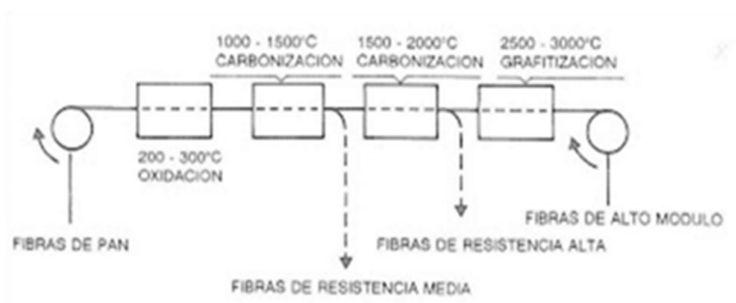 1000 - 1500°C
CARBONIZACION
1500 - 2000°C
CARBONIZACION
2500 - 3000°C
GRAFITIZACION
200 - 300°C
OXIDACION
FIBRAS DE PAN
FIBRAS DE RESISTENCIA MEDIA
FIBRAS DE RESISTENCIA ALTA
FIBRAS DE ALTO MODULO